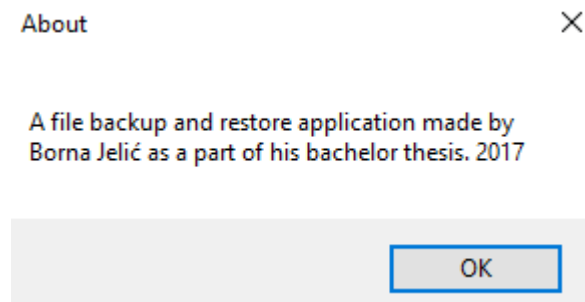 About
A file backup and restore application made by
Borna Jelić as a part of his bachelor thesis. 2017
OK